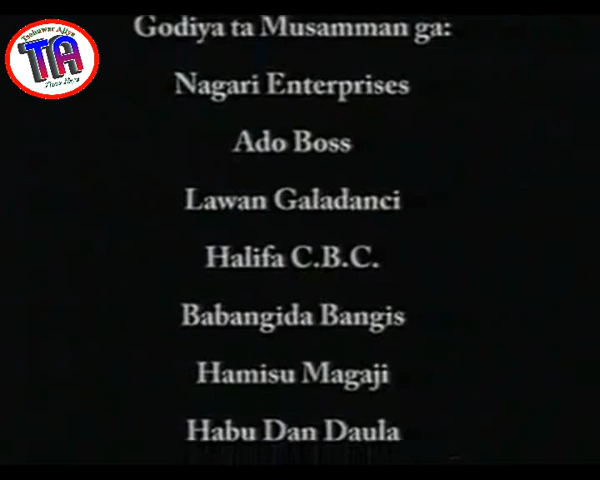 Godiya ta Musamman ga:
TA
Nagari Enterprises
Ado Boss
Lawan Galadanci
Halifa C.B.C.
Babangida Bangis
Hamisu Magaji
Habu Dan Daula